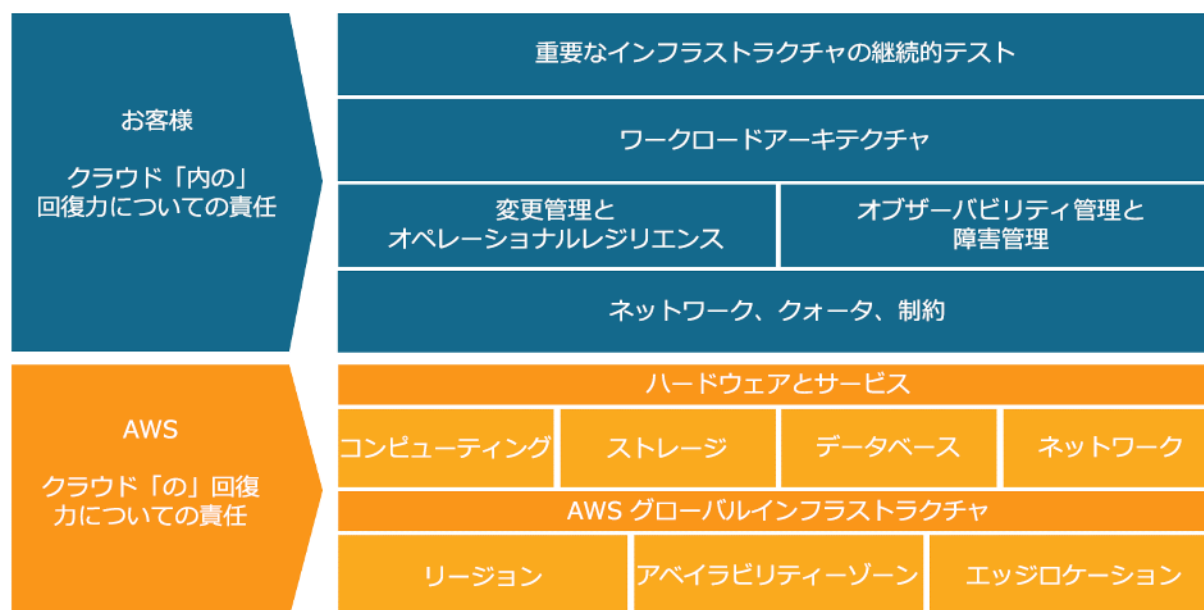 重要なインフラストラクチャの継続的テスト
お客様
クラウド「内の」
回復力についての責任
ワークロードアーキテクチャ
変更管理と
オペレーショナルレジリエンス
オブザーバビリティ管理と
障害管理
ネットワーク、クォータ、制約
AWS
クラウド「の」回復
力についての責任
ハードウェアとサービス
コンピューティング
ストレージ
データベース
ネットワーク
AWS グローバルインフラストラクチャ
リージョン
アベイラビリティーゾーン
エッジロケーション